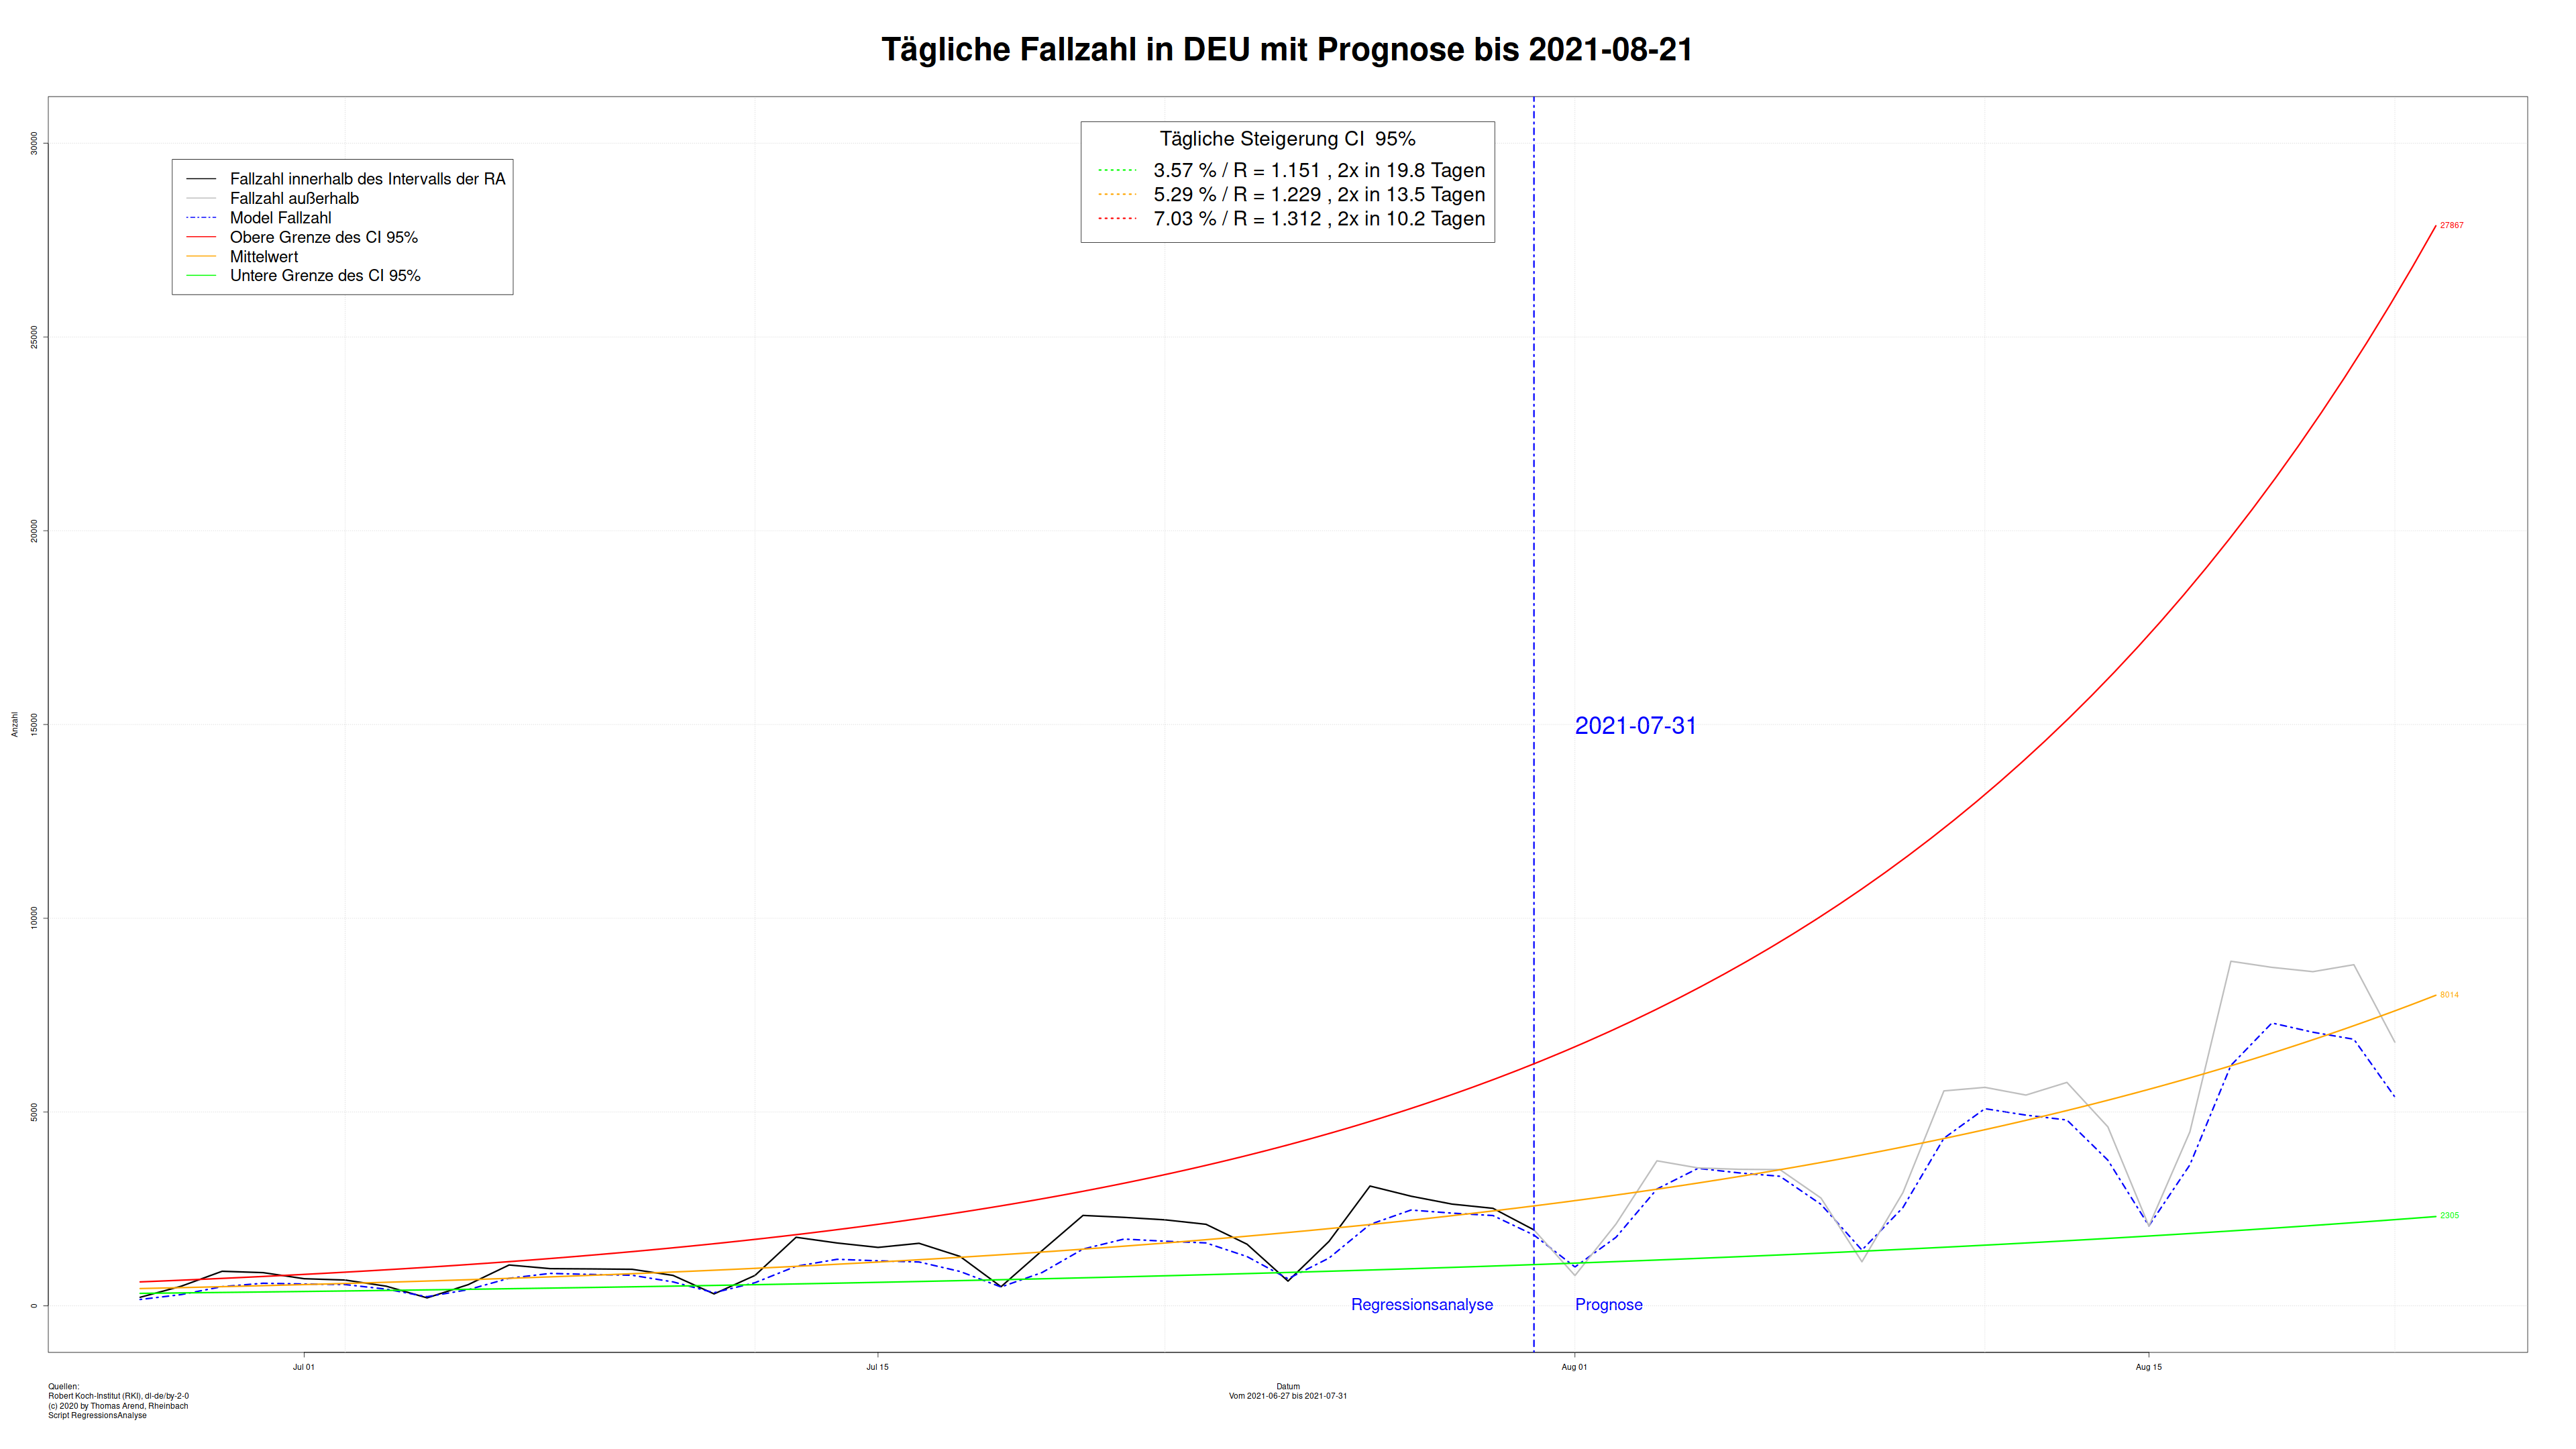 Tägliche Fallzahl in DEU mit Prognose bis 2021-08-21
Fallzahl innerhalb des Intervalls der RA
Fallzahl außerhalb
Model Fallzahl
Obere Grenze des CI 95%
Mittelwert
Untere Grenze des CI 95%
Tägliche Steigerung CI  95%
3.57 % / R = 1.151 , 2x in 19.8 Tagen
5.29 % / R = 1.229 , 2x in 13.5 Tagen
7.03 % / R = 1.312 , 2x in 10.2 Tagen
30000
25000
20000
15000
10000
5000
0
Anzahl
27867
8014
2305
2021-07-31
Regressionsanalyse
Prognose
Jul 01
Jul 15
Aug 01
Aug 15
Datum
Vom 2021-06-27 bis 2021-07-31
Quellen:
Robert Koch-Institut (RKI), dl-de/by-2-0
(c) 2020 by Thomas Arend, Rheinbach
Script RegressionsAnalyse